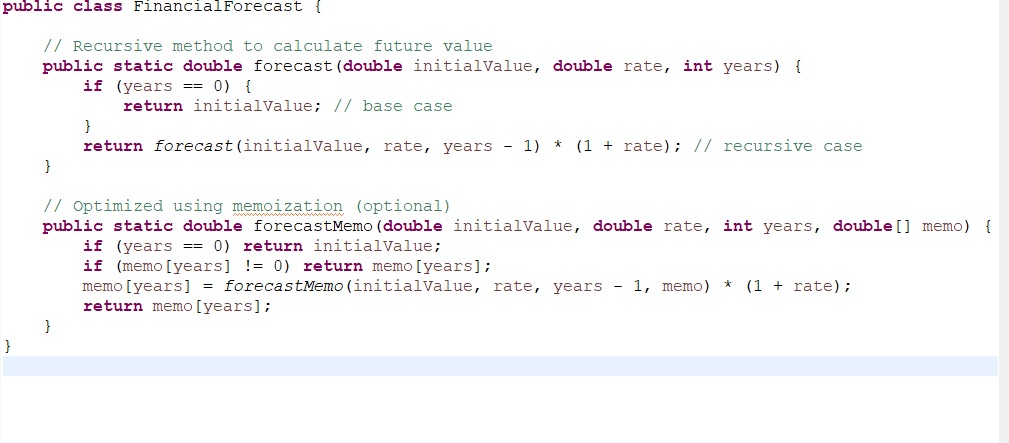 public class FinancialForecast {
// Recursive method to calculate future value
public static double forecast(double initialValue, double rate, int years) {
if (years == 0) {
return initialValue; // base case
}
return forecast(initialValue, rate, years - 1) * (1 + rate); // recursive case
}
// Optimized using memoization (optional)
public static double forecastMemo(double initialValue, double rate, int years, double[] memo) {
if (years == 0) return initialValue;
if (memo[years] != 0) return memo[years];
memo[years] = forecastMemo(initialValue, rate, years - 1, memo) * (1 + rate);
return memo[years];
}
}